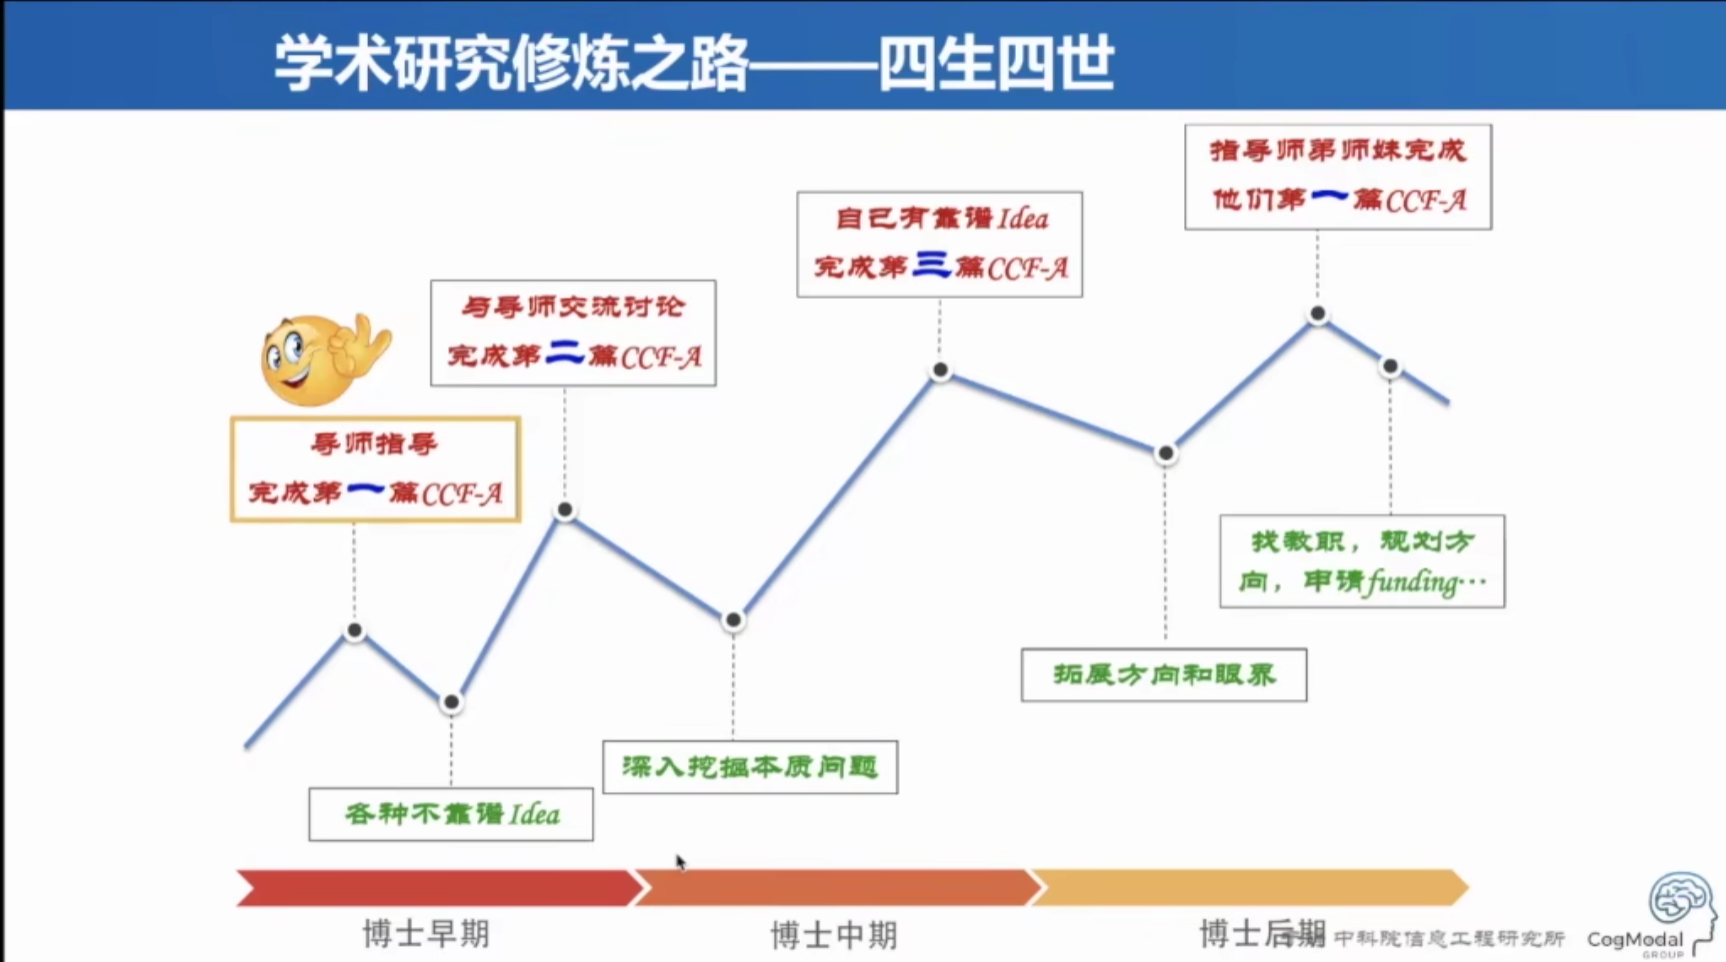 学术研究修炼之路——四生四世
指导师弟师妹完成
他们第一篇CCF-A
自己有靠谱Idea
完成第三篇CCF-A
与导师交流讨论
完成第二篇CCF-A
导师指导
完成第一篇CCF-A
找教职，规划方
向，申请funding…
拓展方向和眼界
深入挖掘本质问题
各种不靠谱Idea
博士早期
博士中期
博士后期
中科院信息工程研究所
CogModal
GROUP